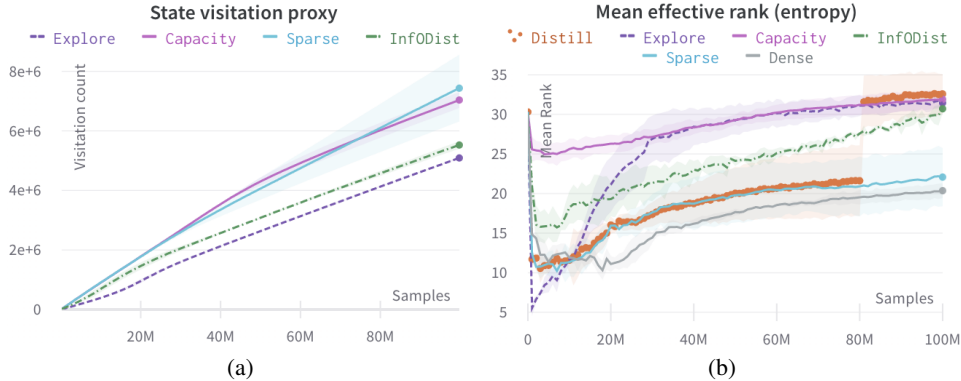 State visitation proxy
Explore Capacity Sparse InfODist
Visitation count
8e+6
6e+6
4e+6
2e+6
0
Samples
20M 40M 60M 80M
(a)
Mean effective rank (entropy)
Distill Explore Capacity InfODist
Sparse Dense
Mean Rank
35
30
25
20
15
10
5
Samples
0 20M 40M 60M 80M 100M
(b)